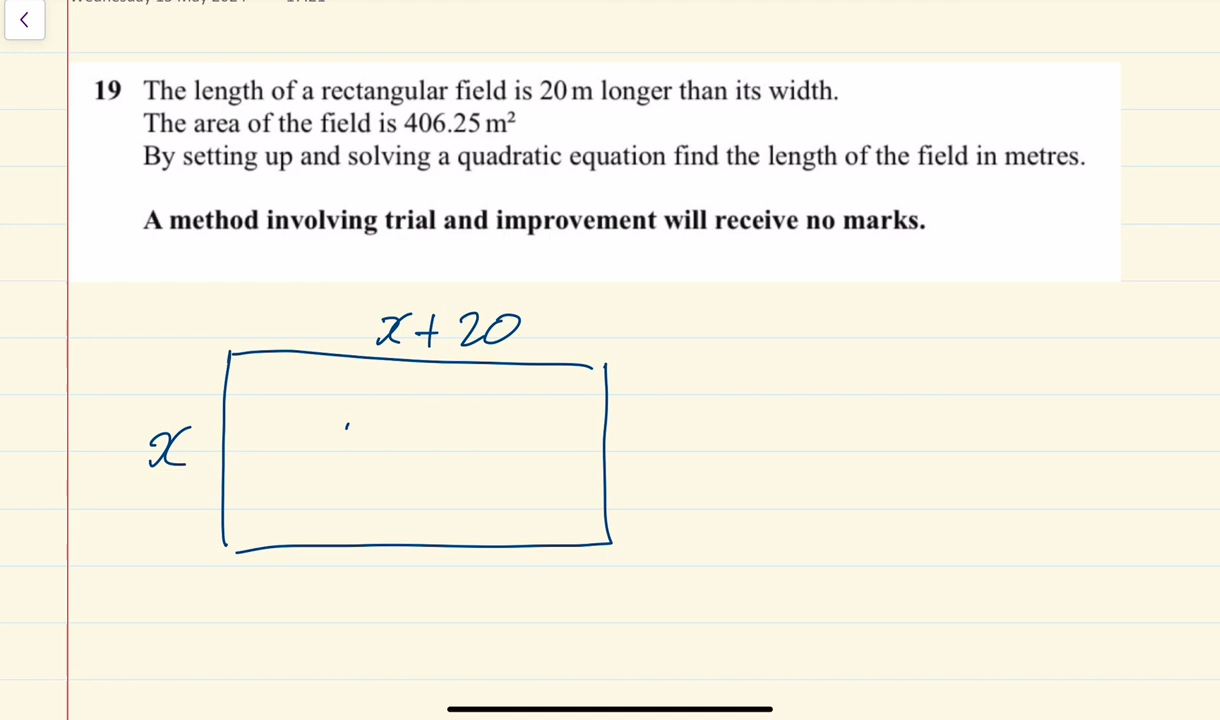 19 The length of a rectangular field is 20 m longer than its width.
The area of the field is 406.25 m²
By setting up and solving a quadratic equation find the length of the field in metres.
A method involving trial and improvement will receive no marks.
x + 20
x